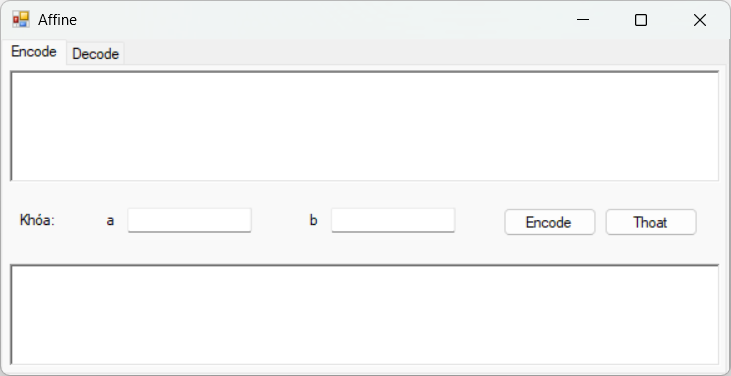 Affine
Encode Decode
Khóa: a b Encode Thoat